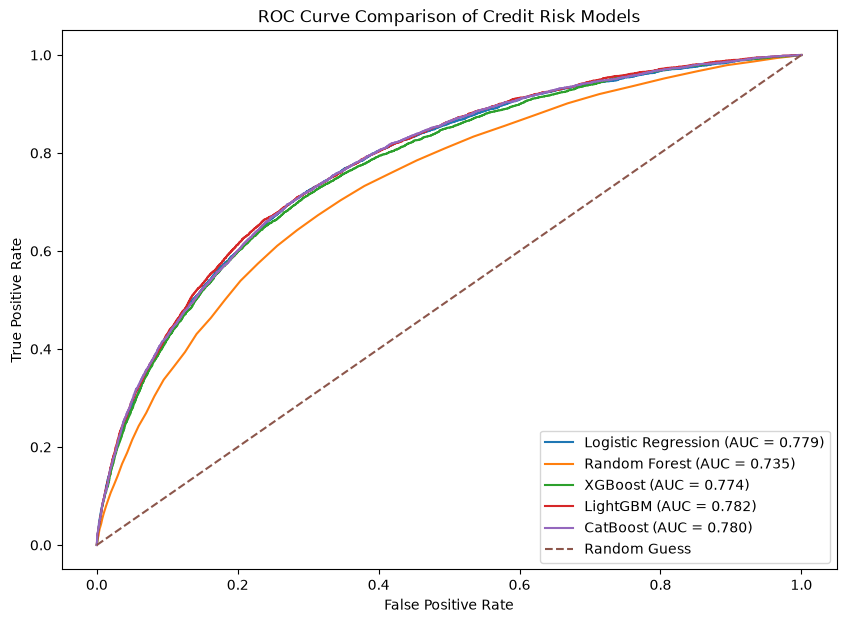 ROC Curve Comparison of Credit Risk Models
True Positive Rate
1.0
0.8
0.6
0.4
0.2
0.0
Logistic Regression (AUC = 0.779)
Random Forest (AUC = 0.735)
XGBoost (AUC = 0.774)
LightGBM (AUC = 0.782)
CatBoost (AUC = 0.780)
Random Guess
0.0 0.2 0.4 0.6 0.8 1.0
False Positive Rate